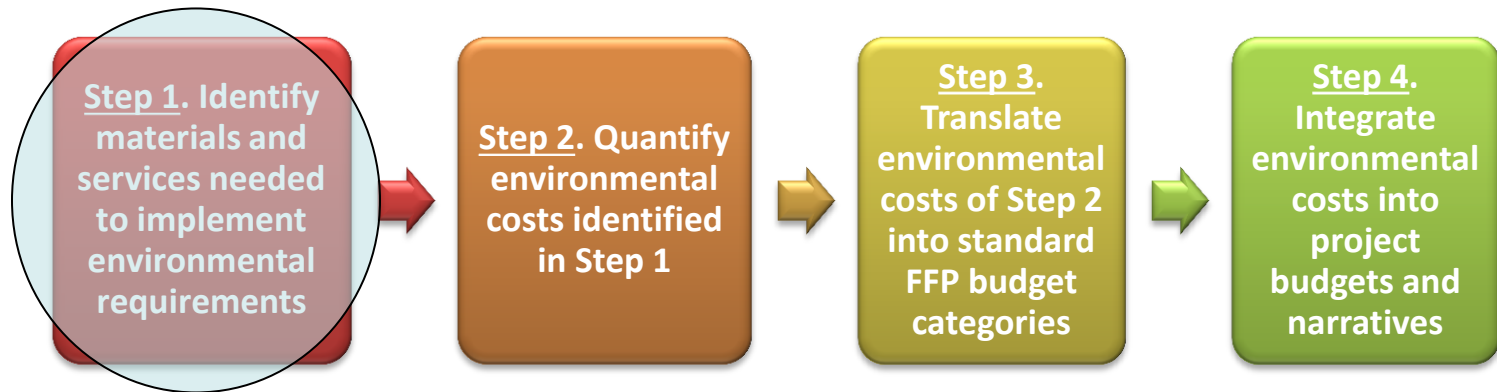 Step 1. Identify
materials and
services needed
to implement
environmental
requirements
Step 2. Quantify
environmental
costs identified
in Step 1
Step 3.
Translate
environmental
costs of Step 2
into standard
FFP budget
categories
Step 4.
Integrate
environmental
costs into
project
budgets and
narratives